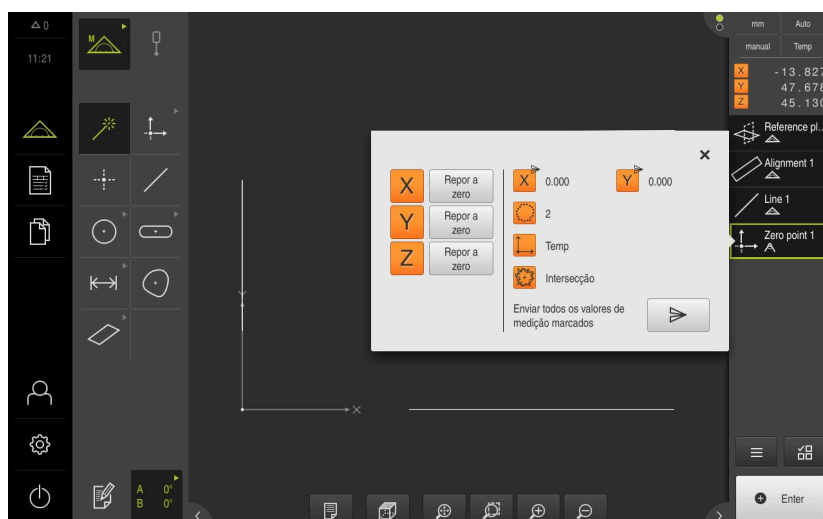 0
11:21
M
mm
Auto
manual
Temp
X -13.827
Y 47.678
Z 45.130
Reference pl...
Alignment 1
Line 1
Zero point 1
X
Repor a
zero
Y
Repor a
zero
Z
Repor a
zero
X 0.000
Y 0.000
2
Temp
Intersecção
Enviar todos os valores de
medição marcados
X
A 0°
B 0°
Enter